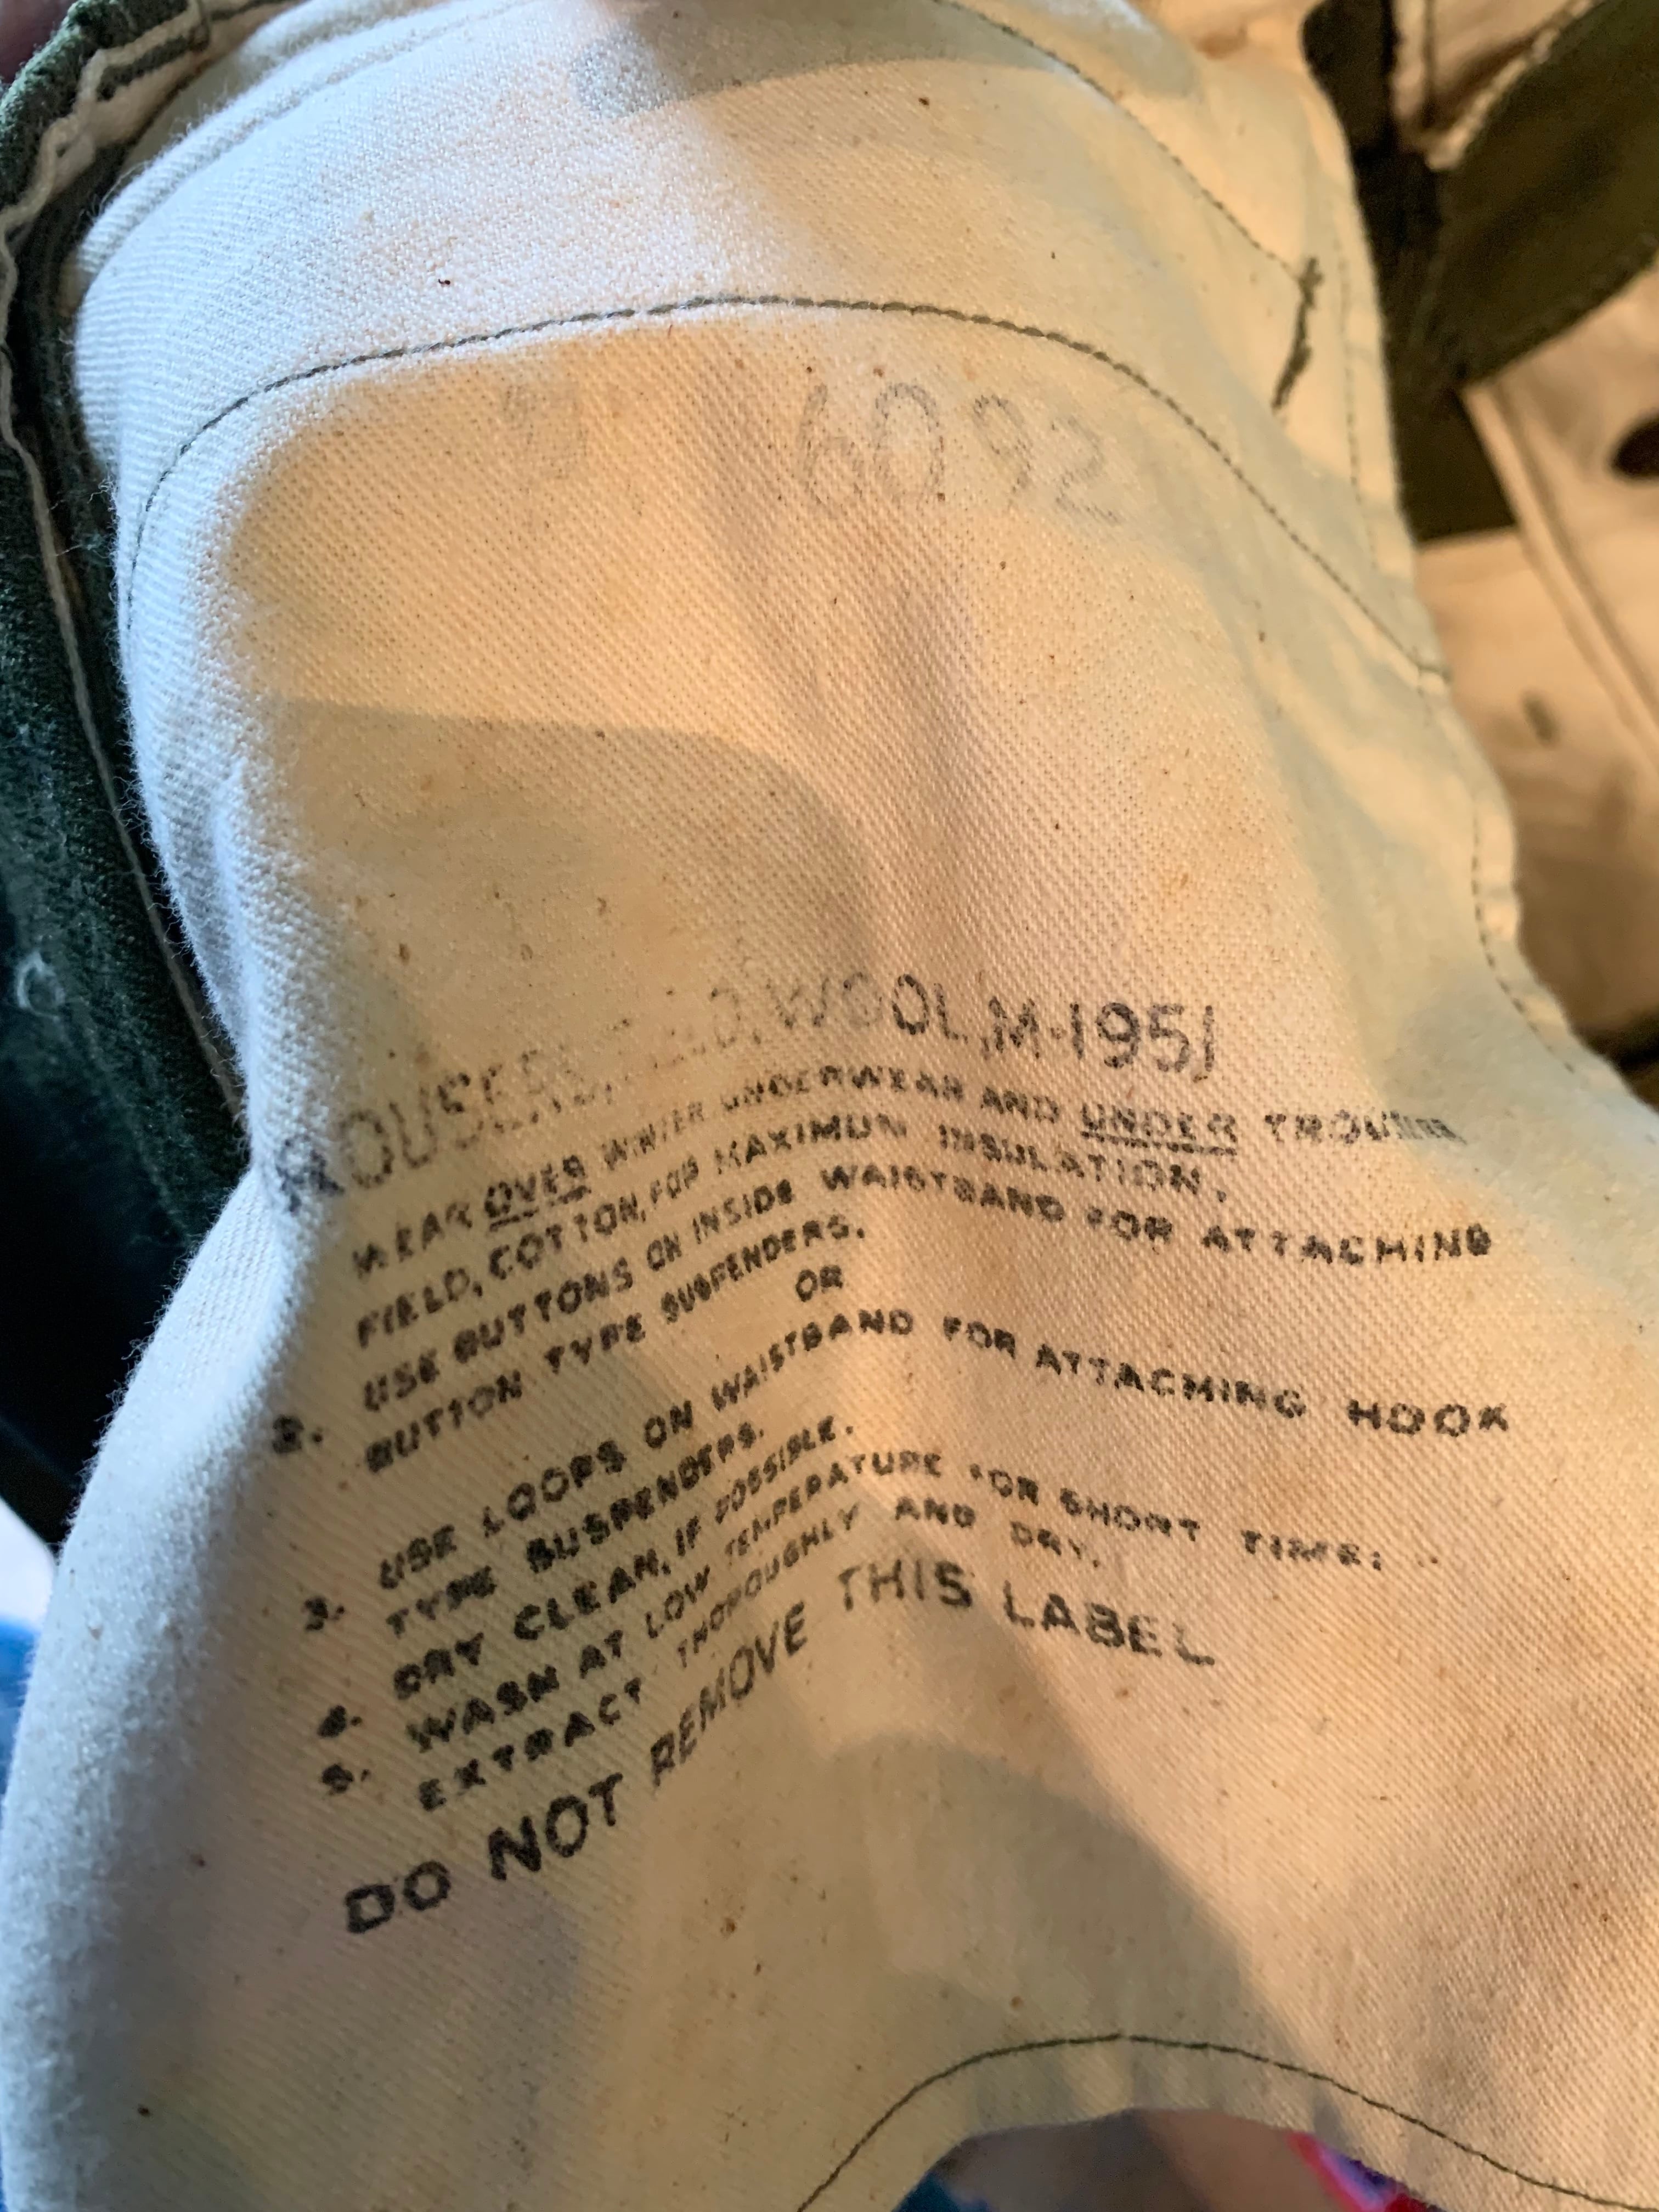 6092
TROUSERS, FIELD, WOOL, M-1951
WEAR OVER WINTER UNDERWEAR AND UNDER TROUSERS
FIELD, COTTON, FOR MAXIMUM INSULATION.
2. USE BUTTONS ON INSIDE WAISTBAND FOR ATTACHING
BUTTON TYPE SUSPENDERS.
OR
3. USE LOOPS ON WAISTBAND FOR ATTACHING HOOK
TYPE SUSPENDERS.
4. DRY CLEAN, IF POSSIBLE.
5. WASH AT LOW TEMPERATURE FOR SHORT TIME;
EXTRACT THOROUGHLY AND DRY.
DO NOT REMOVE THIS LABEL